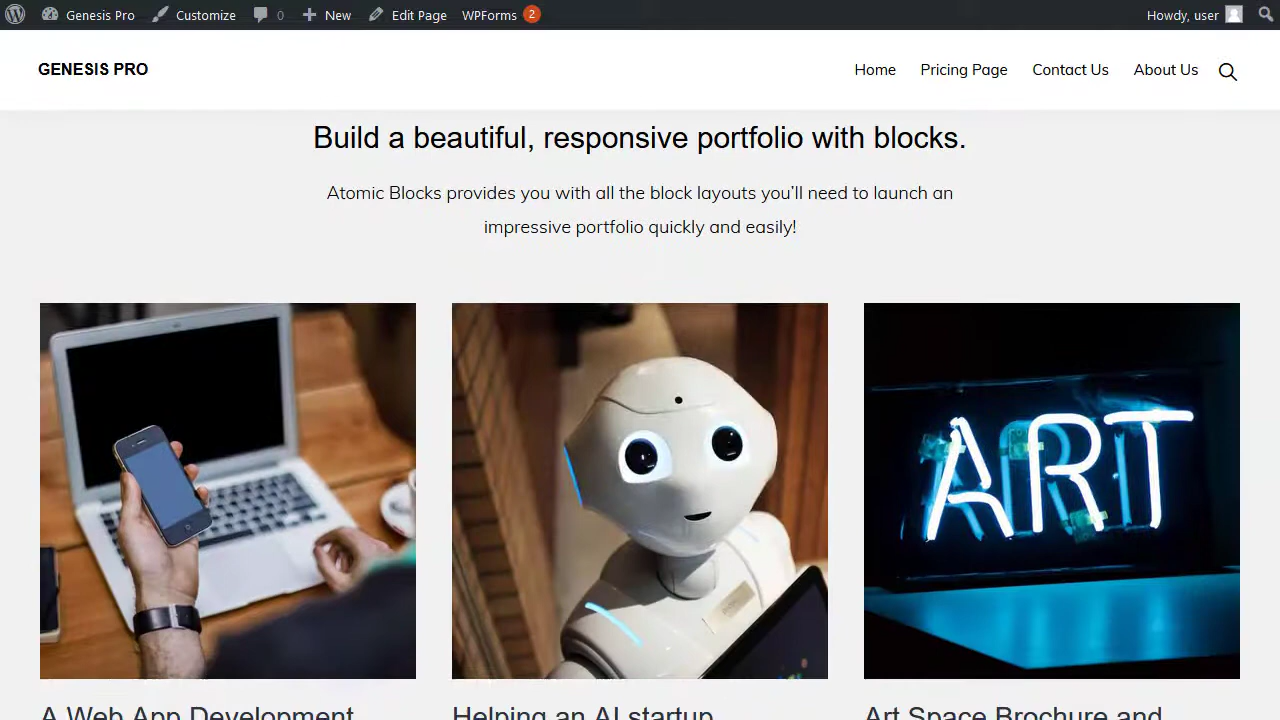 Genesis Pro Customize 0 New Edit Page WPForms 2 Howdy, user
GENESIS PRO Home Pricing Page Contact Us About Us
Build a beautiful, responsive portfolio with blocks.
Atomic Blocks provides you with all the block layouts you'll need to launch an
impressive portfolio quickly and easily!
ART
A Web App Development Helping an AI startup Art Space Brochure and